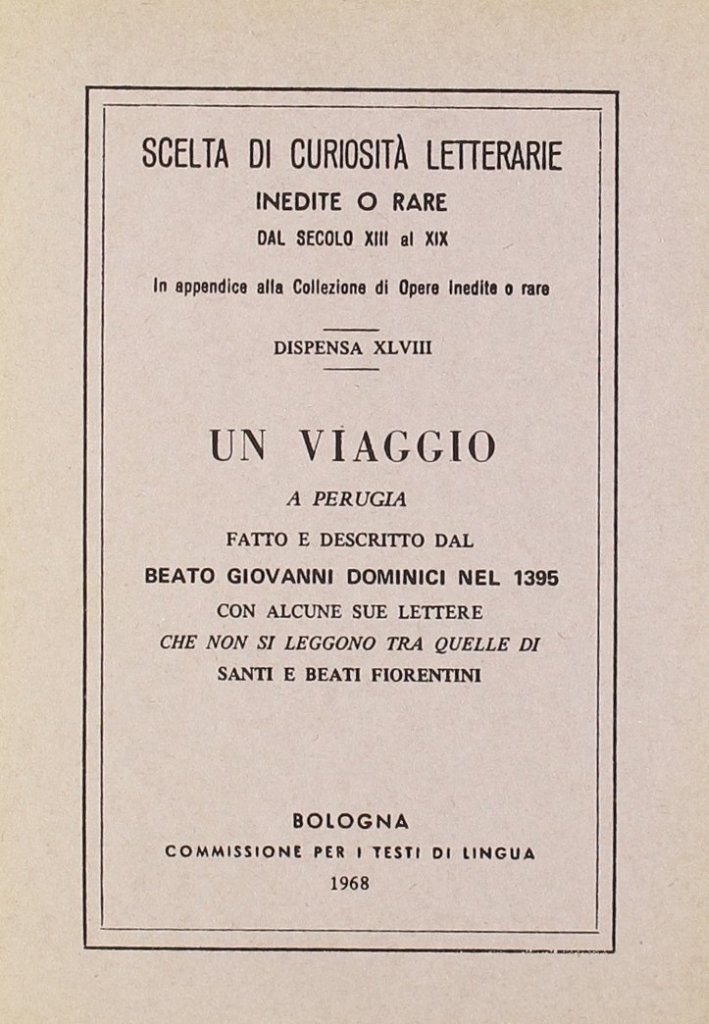 SCELTA DI CURIOSITÀ LETTERARIE
INEDITE O RARE
DAL SECOLO XIII al XIX
In appendice alla Collezione di Opere Inedite o rare
DISPENSA XLVIII
UN VIAGGIO
A PERUGIA
FATTO E DESCRITTO DAL
BEATO GIOVANNI DOMINICI NEL 1395
CON ALCUNE SUE LETTERE
CHE NON SI LEGGONO TRA QUELLE DI
SANTI E BEATI FIORENTINI
BOLOGNA
COMMISSIONE PER I TESTI DI LINGUA
1968